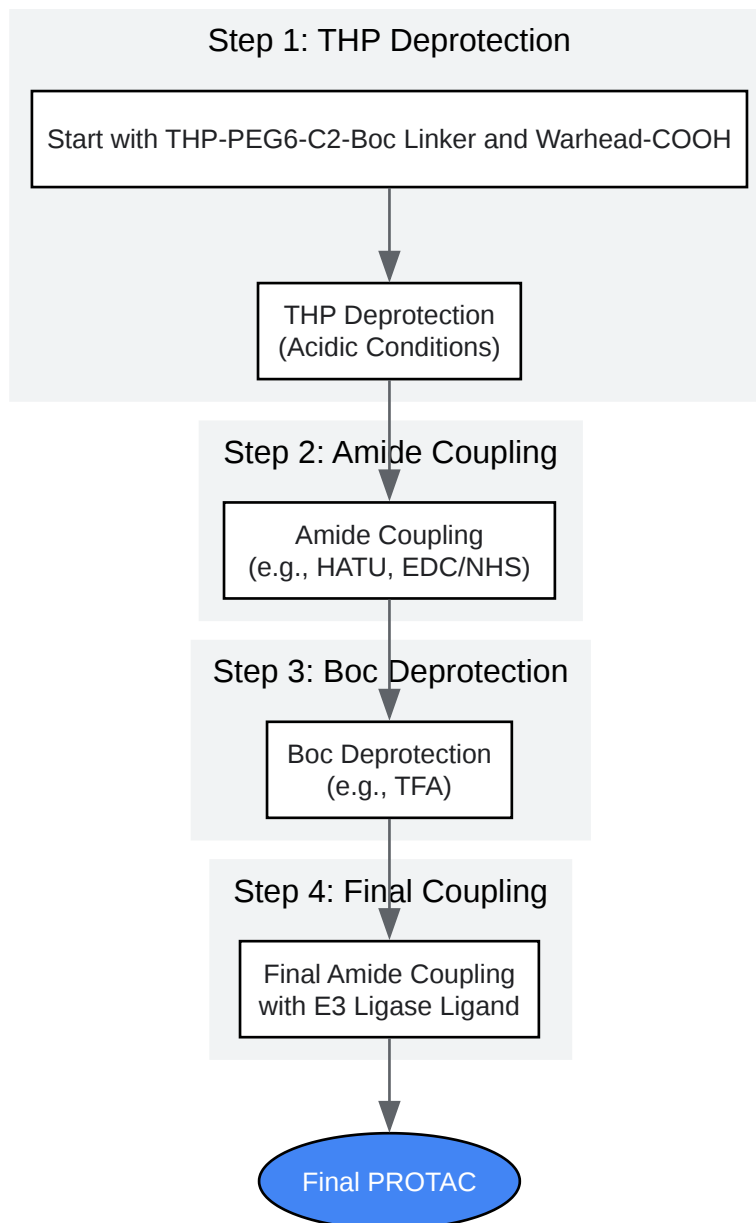 Step 1: THP Deprotection
Start with THP-PEG6-C2-Boc Linker and Warhead-COOH
THP Deprotection
(Acidic Conditions)
Step 2: Amide Coupling
Amide Coupling
(e.g., HATU, EDC/NHS)
Step 3: Boc Deprotection
Boc Deprotection
(e.g., TFA)
Step 4: Final Coupling
Final Amide Coupling
with E3 Ligase Ligand
Final PROTAC